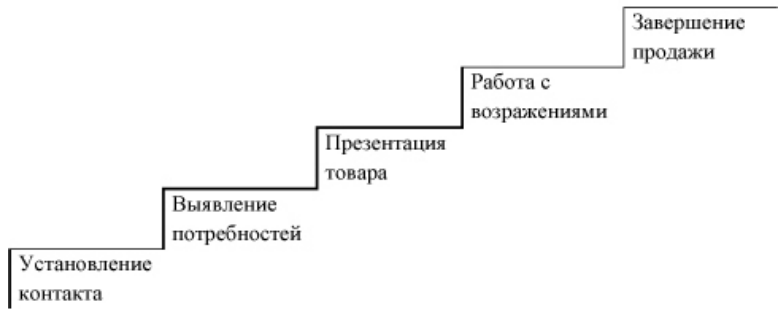 Завершение
продажи
Работа с
возражениями
Презентация
товара
Выявление
потребностей
Установление
контакта